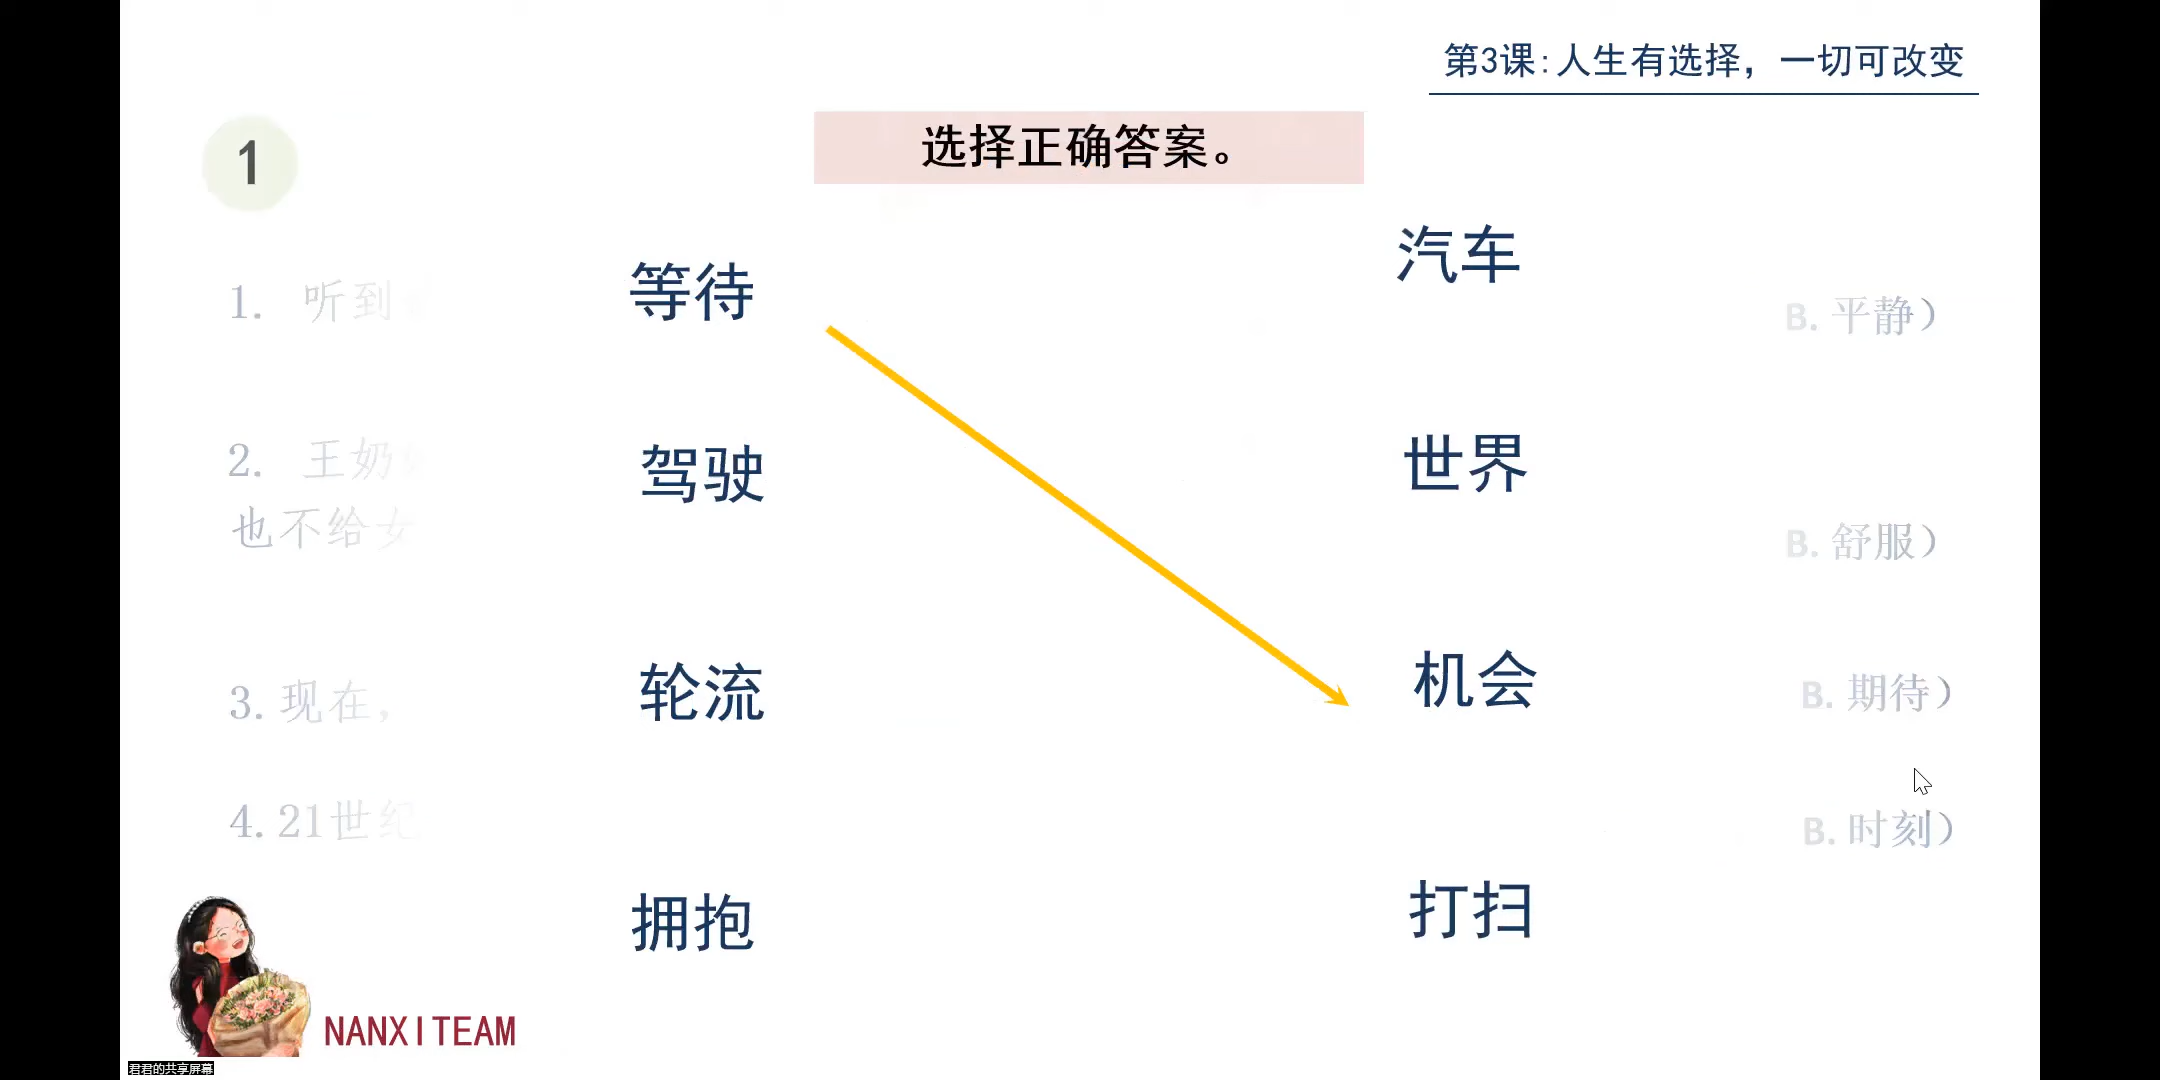 第3课:人生有选择，一切可改变
1
选择正确答案。
等待
汽车
1. 听到
B. 平静）
驾驶
世界
2. 王奶
也不给女
B. 舒服）
轮流
机会
3. 现在，
B. 期待）
4. 21世纪
B. 时刻）
拥抱
打扫
NANXITEAM
君君的共享屏幕